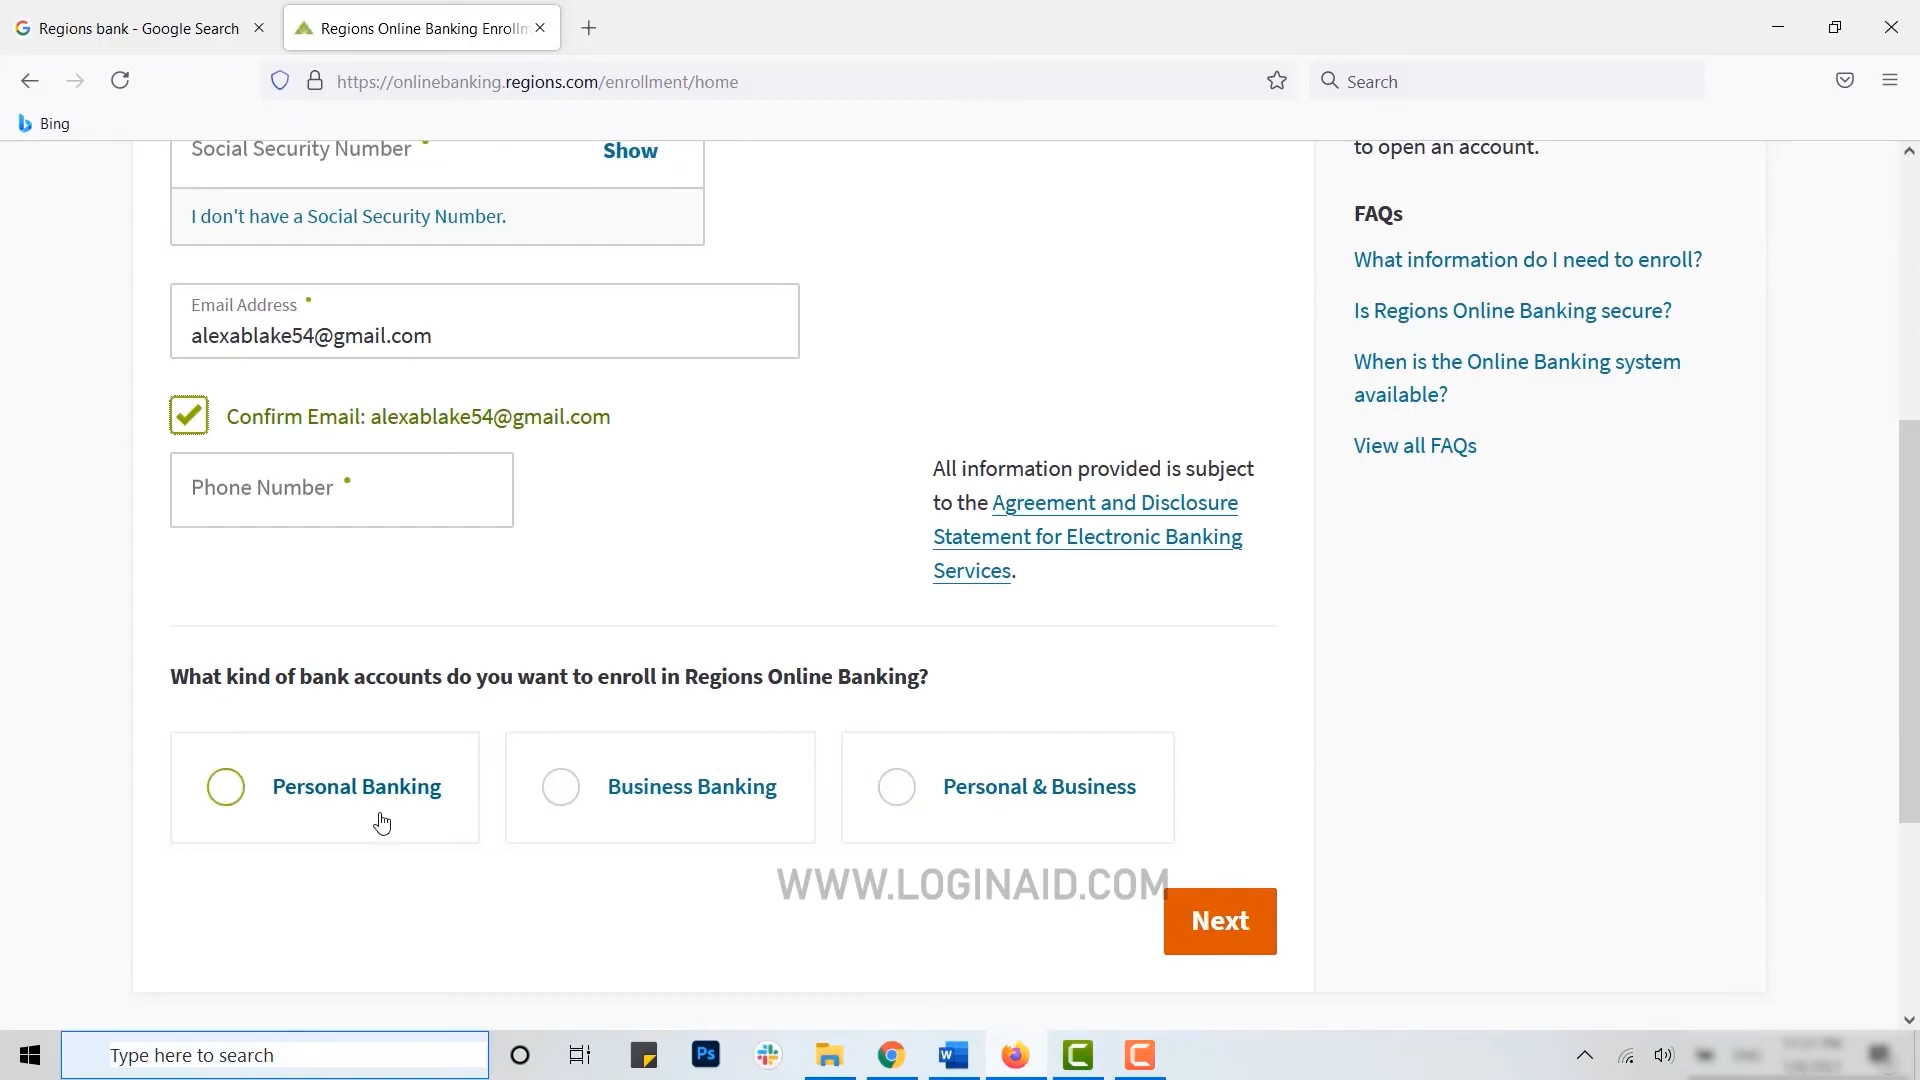 Regions bank - Google Search
Regions Online Banking Enrollm
https://onlinebanking.regions.com/enrollment/home
Search
Bing
Social Security Number
Show
I don't have a Social Security Number.
Email Address
alexablake54@gmail.com
Confirm Email: alexablake54@gmail.com
Phone Number
All information provided is subject
to the Agreement and Disclosure
Statement for Electronic Banking
Services.
to open an account.
FAQs
What information do I need to enroll?
Is Regions Online Banking secure?
When is the Online Banking system
available?
View all FAQs
What kind of bank accounts do you want to enroll in Regions Online Banking?
Personal Banking
Business Banking
Personal & Business
WWW.LOGINAID.COM
Next
Type here to search
Ps